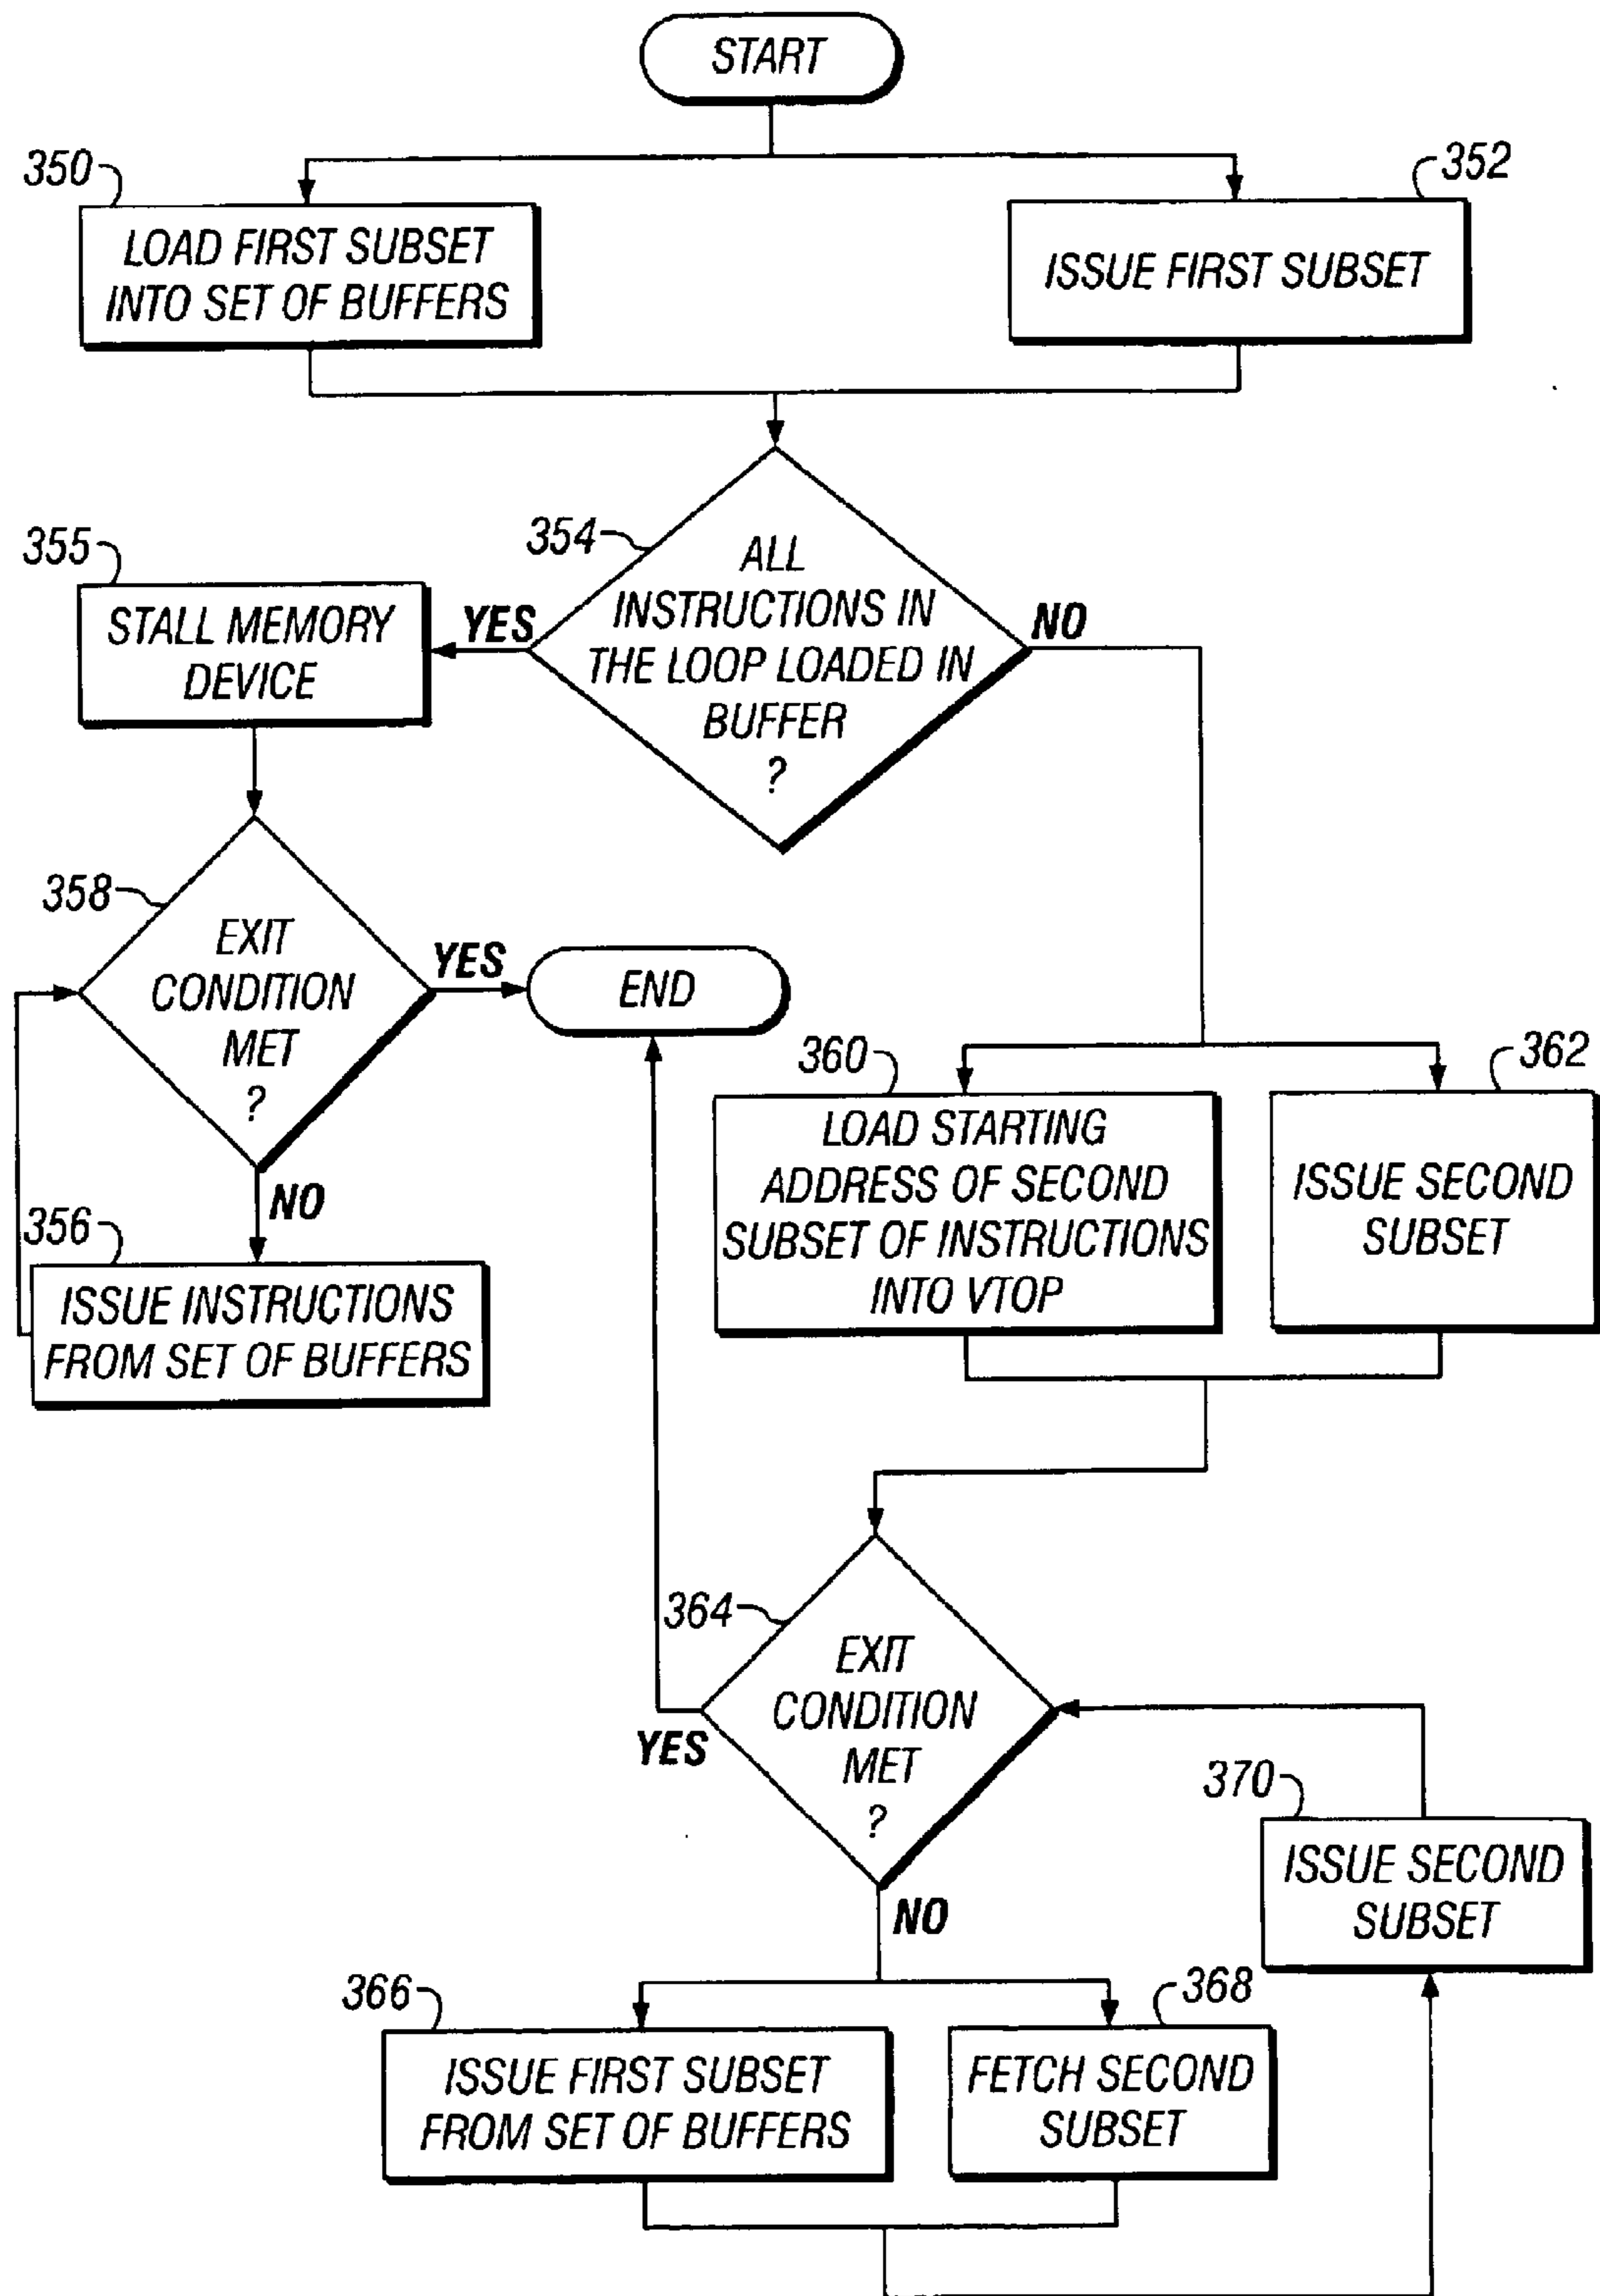 START
350
352
LOAD FIRST SUBSET
INTO SET OF BUFFERS
ISSUE FIRST SUBSET
354
355
ALL
INSTRUCTIONS IN
THE LOOP LOADED IN
BUFFER
?
YES
NO
STALL MEMORY
DEVICE
358
EXIT
CONDITION
MET
?
YES
END
NO
356
ISSUE INSTRUCTIONS
FROM SET OF BUFFERS
360
362
LOAD STARTING
ADDRESS OF SECOND
SUBSET OF INSTRUCTIONS
INTO VTOP
ISSUE SECOND
SUBSET
364
EXIT
CONDITION
MET
?
YES
NO
370
ISSUE SECOND
SUBSET
366
368
ISSUE FIRST SUBSET
FROM SET OF BUFFERS
FETCH SECOND
SUBSET